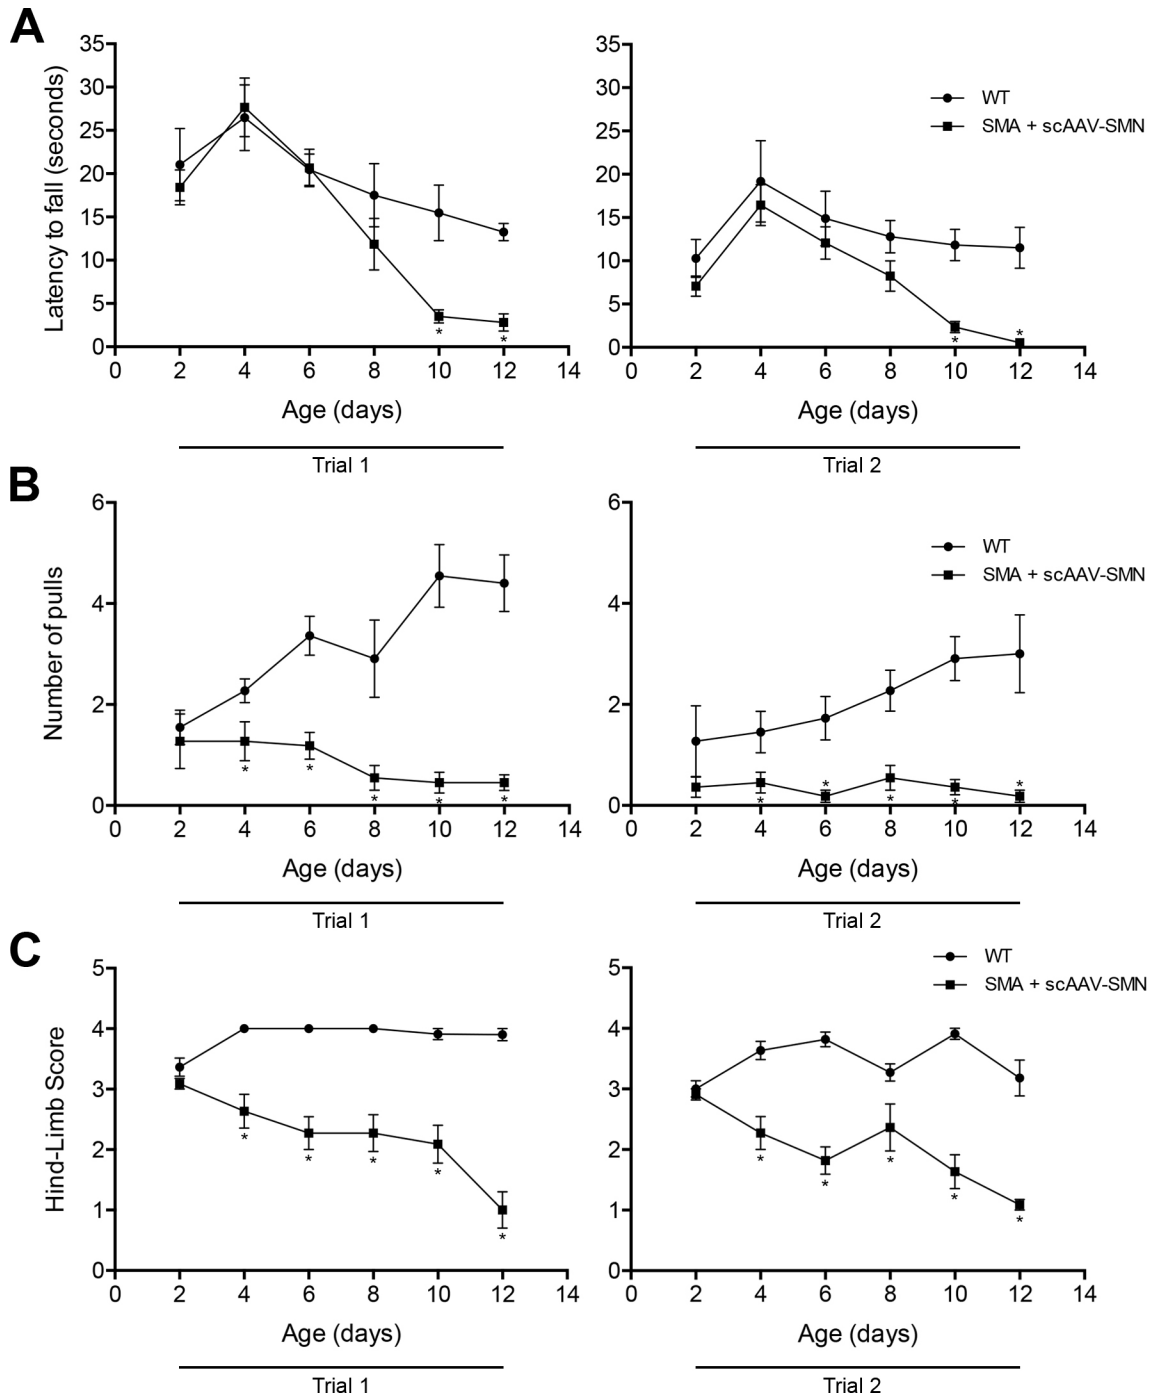 A
Latency to fall (seconds)
35
30
25
20
15
10
5
0
0 2 4 6 8 10 12 14
Age (days)
Trial 1
* *
35
30
25
20
15
10
5
0
0 2 4 6 8 10 12 14
Age (days)
Trial 2
* *
WT
SMA + scAAV-SMN
B
Number of pulls
6
4
2
0
0 2 4 6 8 10 12 14
Age (days)
Trial 1
* * * * *
6
4
2
0
0 2 4 6 8 10 12 14
Age (days)
Trial 2
* * * * *
WT
SMA + scAAV-SMN
C
Hind-Limb Score
5
4
3
2
1
0
0 2 4 6 8 10 12 14
Age (days)
Trial 1
* * * * *
5
4
3
2
1
0
0 2 4 6 8 10 12 14
Age (days)
Trial 2
* * * * *
WT
SMA + scAAV-SMN